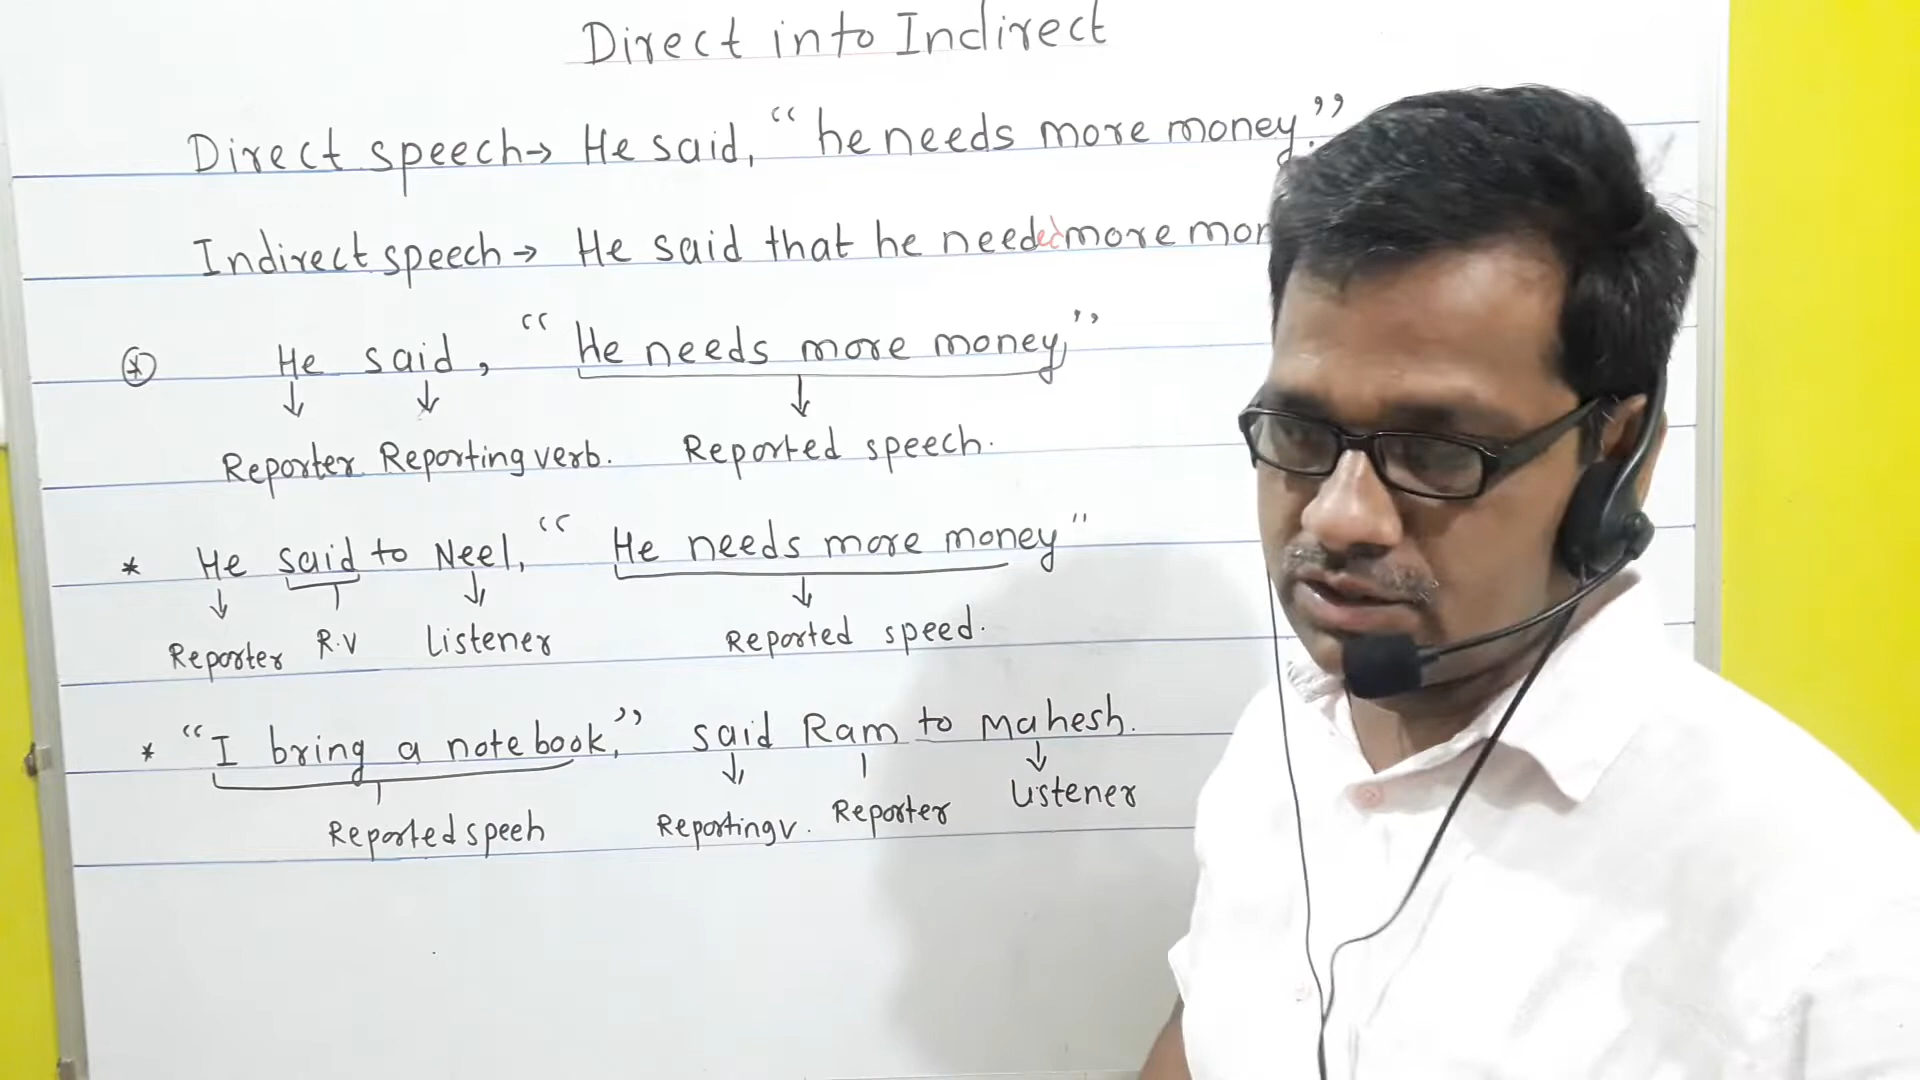 Direct into Indirect
Direct speech→ He said, “he needs more money.”
Indirect speech→ He said that he needed more
* He said, “He needs more money,”
Reporter Reporting verb. Reported speech.
* He said to Neel, “He needs more money"
Reporter R.V Listener Reported speed.
* “I bring a notebook,” said Ram to Mahesh.
Reported speeh Reporting v. Reporter Listener